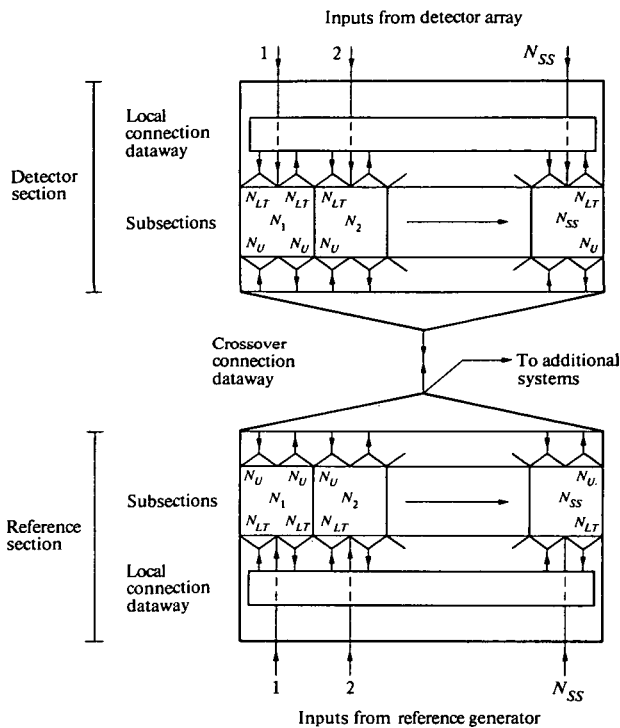 Inputs from detector array
1 2 N_SS
Local
connection
dataway
Detector
section
N_LT N_LT N_LT N_LT
Subsections N_1 N_2 N_SS
N_U N_U N_U N_U
Crossover
connection
dataway
To additional
systems
N_U N_U N_U N_U.
Subsections N_1 N_2 N_SS
N_LT N_LT N_LT N_LT
Reference
section
Local
connection
dataway
1 2 N_SS
Inputs from reference generator